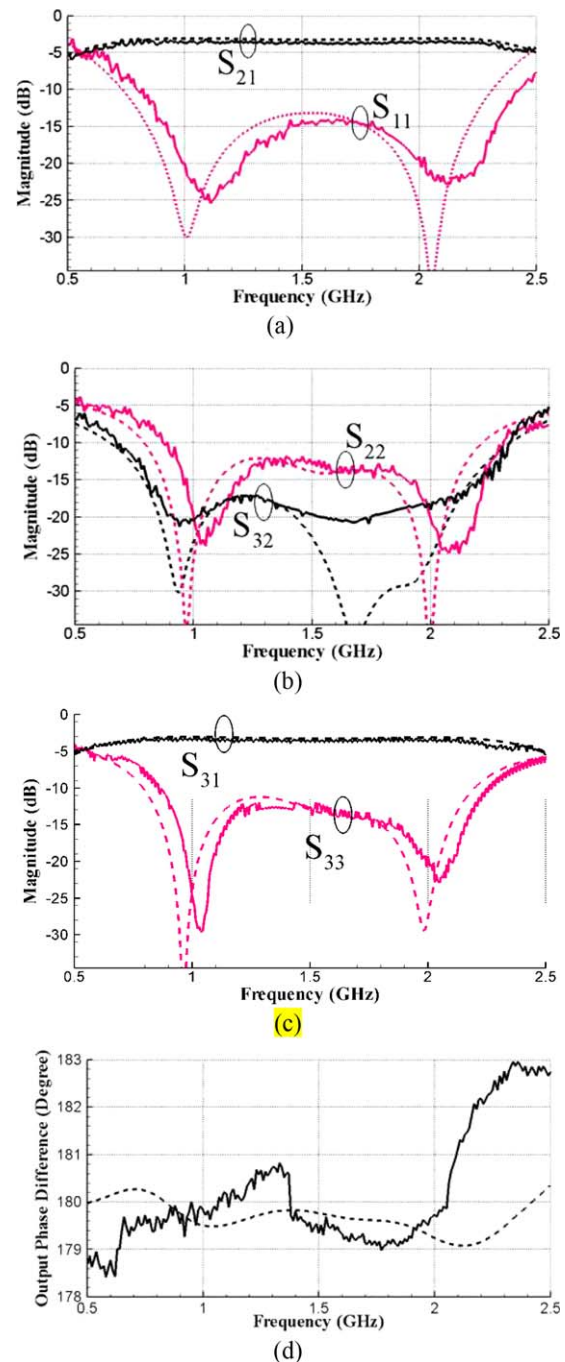 0
-5
-10
-15
-20
-25
-30
Magnitude (dB)
S21
S11
0.5 1 1.5 2 2.5
Frequency (GHz)
(a)
0
-5
-10
-15
-20
-25
-30
Magnitude (dB)
S22
S32
0.5 1 1.5 2 2.5
Frequency (GHz)
(b)
0
-5
-10
-15
-20
-25
-30
Magnitude (dB)
S31
S33
0.5 1 1.5 2 2.5
Frequency (GHz)
(c)
183
182
181
180
179
178
Output Phase Difference (Degree)
0.5 1 1.5 2 2.5
Frequency (GHz)
(d)